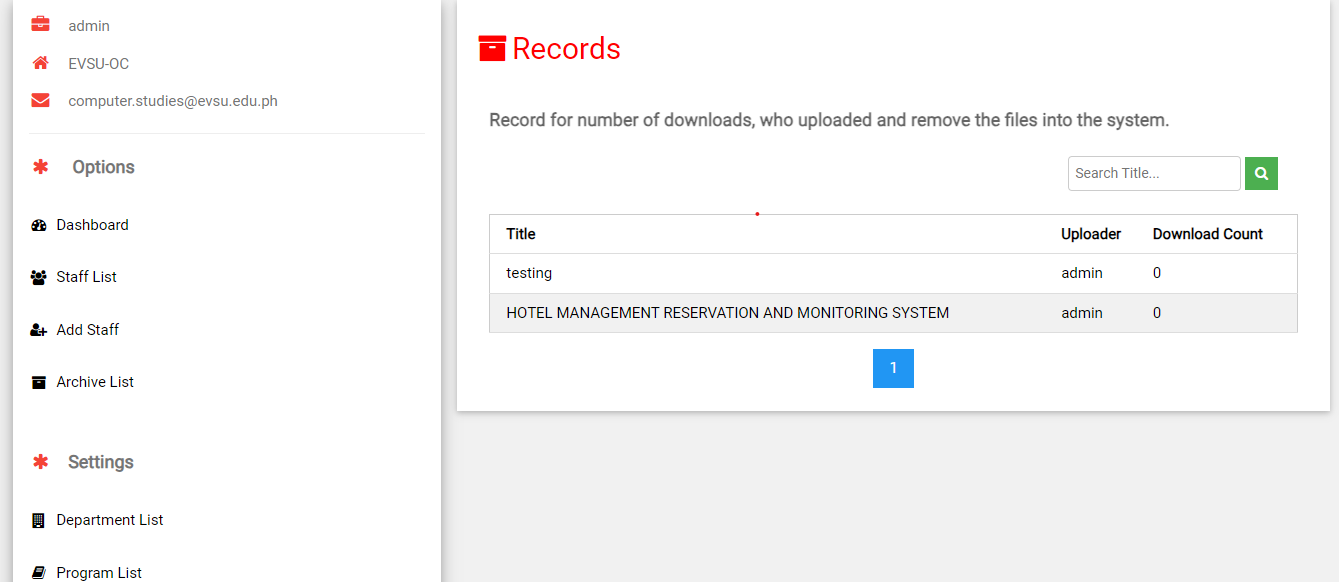 admin
EVSU-OC
computer.studies@evsu.edu.ph
Options
Dashboard
Staff List
Add Staff
Archive List
Settings
Department List
Program List
Records
Record for number of downloads, who uploaded and remove the files into the system.
Search Title...
Title Uploader Download Count
testing admin 0
HOTEL MANAGEMENT RESERVATION AND MONITORING SYSTEM admin 0
1